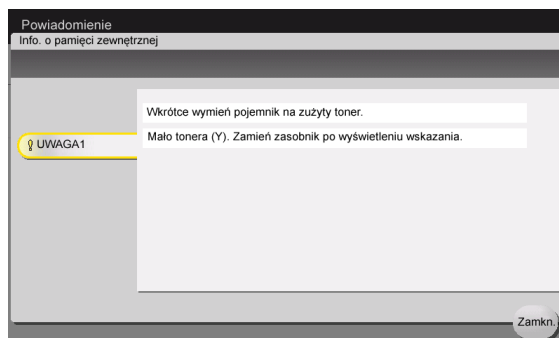 Powiadomienie
Info. o pamięci zewnętrznej
Wkrótce wymień pojemnik na zużyty toner.
UWAGA1
Mało tonera (Y). Zamień zasobnik po wyświetleniu wskazania.
Zamkn.